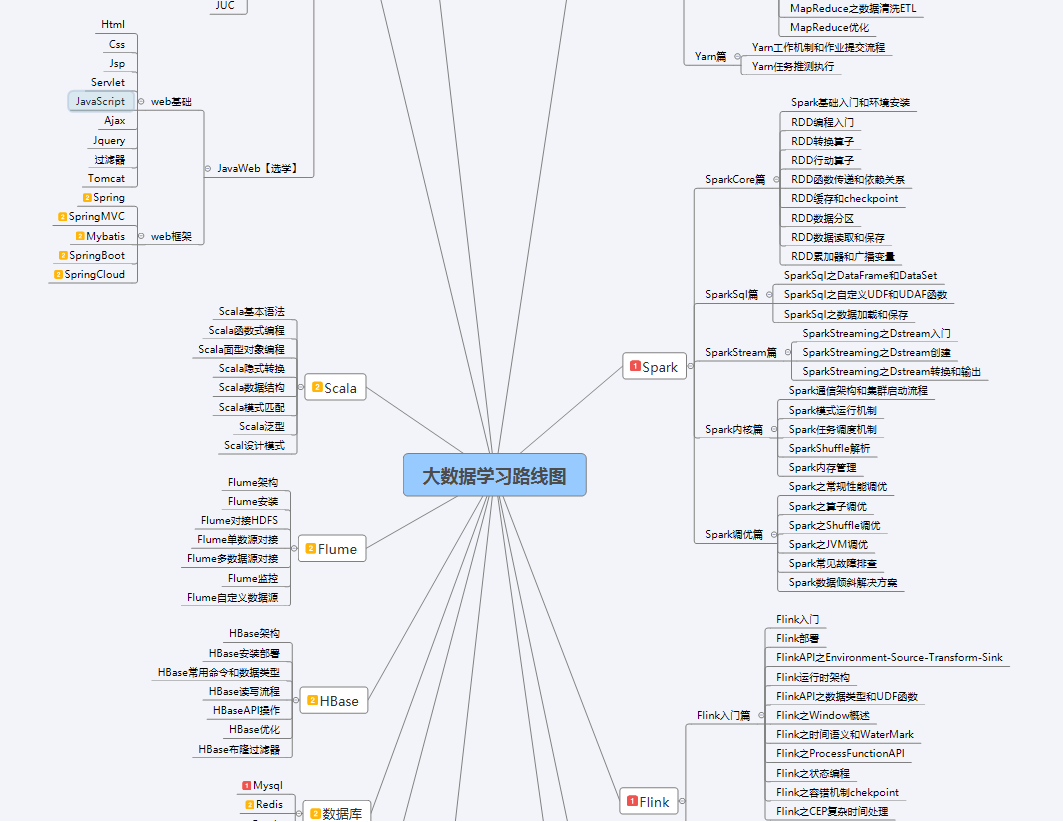 JUC
Html
Css
Jsp
Servlet
JavaScript
Ajax
Jquery
过滤器
Tomcat
web基础
JavaWeb【选学】
2 Spring
2 SpringMVC
2 Mybatis
2 SpringBoot
2 SpringCloud
web框架
Scala基本语法
Scala函数式编程
Scala面型对象编程
Scala隐式转换
Scala数据结构
Scala模式匹配
Scala泛型
Scal设计模式
2 Scala
Flume架构
Flume安装
Flume对接HDFS
Flume单数源对接
Flume多数据源对接
Flume监控
Flume自定义数据源
2 Flume
HBase架构
HBase安装部署
HBase常用命令和数据类型
HBase读写流程
HBaseAPI操作
HBase优化
HBase布隆过滤器
2 HBase
1 Mysql
2 Redis
2 数据库
大数据学习路线图
MapReduce之数据清洗ETL
MapReduce优化
Yarn篇
Yarn工作机制和作业提交流程
Yarn任务推测执行
1 Spark
SparkCore篇
Spark基础入门和环境安装
RDD编程入门
RDD转换算子
RDD行动算子
RDD函数传递和依赖关系
RDD缓存和checkpoint
RDD数据分区
RDD数据读取和保存
RDD累加器和广播变量
SparkSql篇
SparkSql之DataFrame和DataSet
SparkSql之自定义UDF和UDAF函数
SparkSql之数据加载和保存
SparkStream篇
SparkStreaming之Dstream入门
SparkStreaming之Dstream创建
SparkStreaming之Dstream转换和输出
Spark内核篇
Spark通信架构和集群启动流程
Spark模式运行机制
Spark任务调度机制
SparkShuffle解析
Spark内存管理
Spark调优篇
Spark之常规性能调优
Spark之算子调优
Spark之Shuffle调优
Spark之JVM调优
Spark常见故障排查
Spark数据倾斜解决方案
1 Flink
Flink入门篇
Flink入门
Flink部署
FlinkAPI之Environment-Source-Transform-Sink
Flink运行时架构
FlinkAPI之数据类型和UDF函数
Flink之Window概述
Flink之时间语义和WaterMark
Flink之ProcessFunctionAPI
Flink之状态编程
Flink之容错机制chekpoint
Flink之CEP复杂时间处理